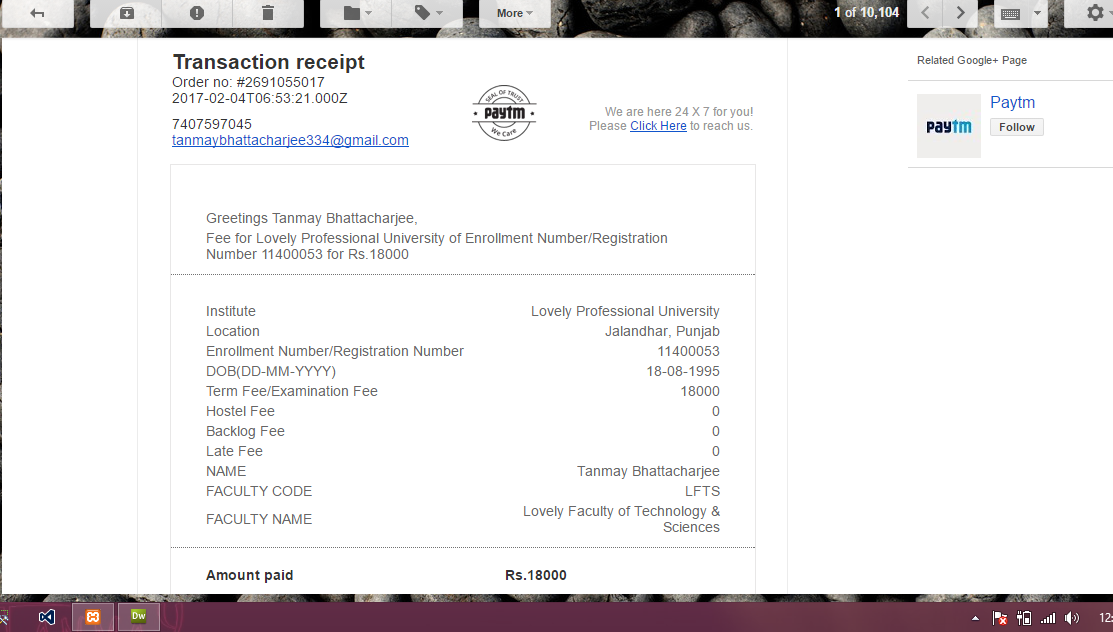 More
1 of 10,104
Transaction receipt
Order no: #2691055017
2017-02-04T06:53:21.000Z
7407597045
tanmaybhattacharjee334@gmail.com
SEAL OF TRUST
paytm
We Care
We are here 24 X 7 for you!
Please Click Here to reach us.
Related Google+ Page
paytm
Paytm
Follow
Greetings Tanmay Bhattacharjee,
Fee for Lovely Professional University of Enrollment Number/Registration
Number 11400053 for Rs.18000
Institute Lovely Professional University
Location Jalandhar, Punjab
Enrollment Number/Registration Number 11400053
DOB(DD-MM-YYYY) 18-08-1995
Term Fee/Examination Fee 18000
Hostel Fee 0
Backlog Fee 0
Late Fee 0
NAME Tanmay Bhattacharjee
FACULTY CODE LFTS
FACULTY NAME Lovely Faculty of Technology &
Sciences
Amount paid Rs.18000
Dw
12: